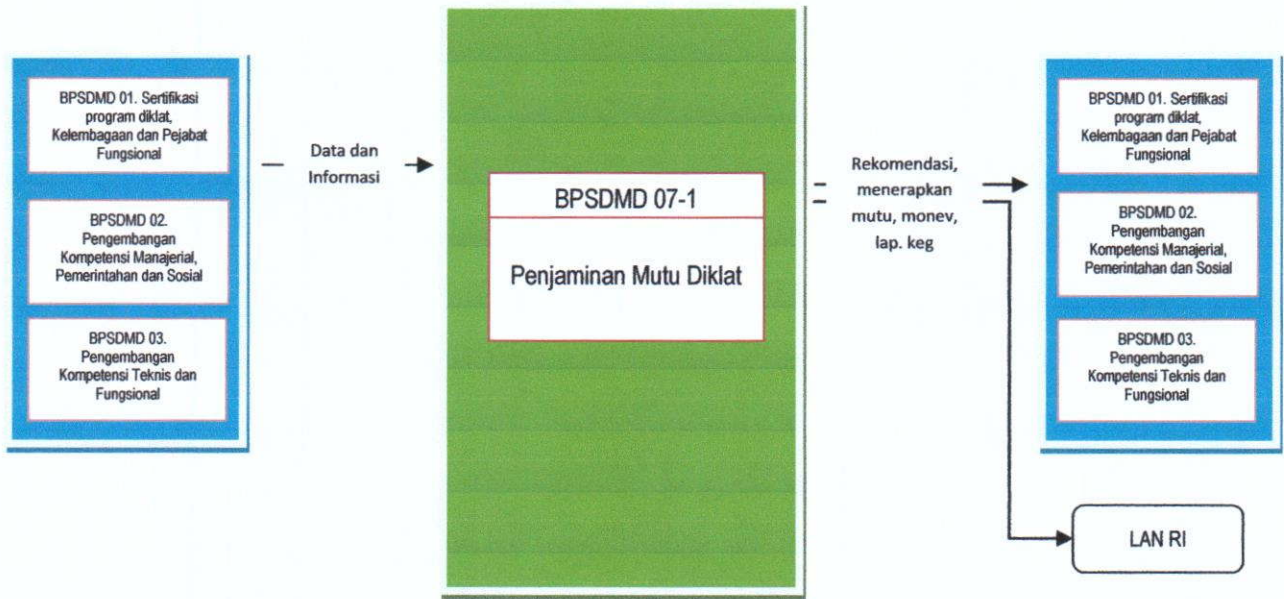 BPSDMD 01. Sertifikasi
program diklat,
Kelembagaan dan Pejabat
Fungsional
BPSDMD 02.
Pengembangan
Kompetensi Manajerial,
Pemerintahan dan Sosial
BPSDMD 03.
Pengembangan
Kompetensi Teknis dan
Fungsional
Data dan
Informasi
BPSDMD 07-1
Penjaminan Mutu Diklat
Rekomendasi,
menerapkan
mutu, monev,
lap. keg
BPSDMD 01. Sertifikasi
program diklat,
Kelembagaan dan Pejabat
Fungsional
BPSDMD 02.
Pengembangan
Kompetensi Manajerial,
Pemerintahan dan Sosial
BPSDMD 03.
Pengembangan
Kompetensi Teknis dan
Fungsional
LAN RI